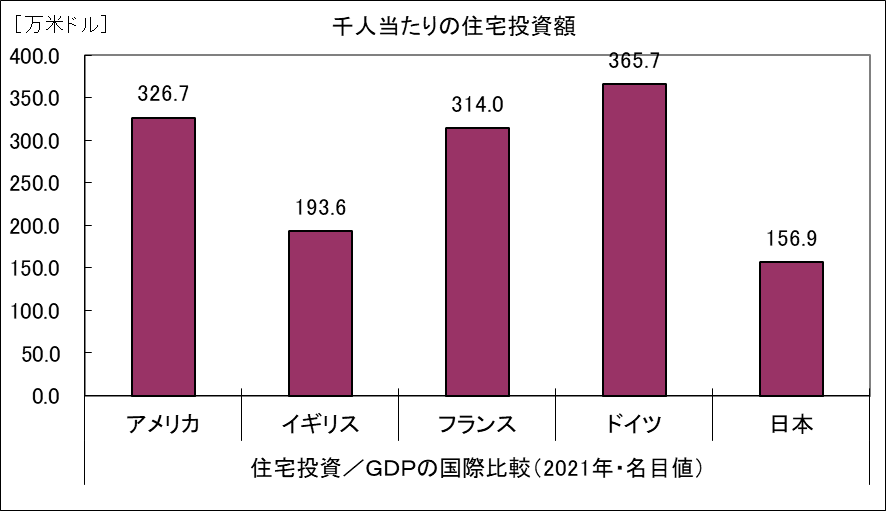 千人当たりの住宅投資額
［万米ドル］
400.0
350.0
300.0
250.0
200.0
150.0
100.0
50.0
0.0
326.7
193.6
314.0
365.7
156.9
アメリカ
イギリス
フランス
ドイツ
日本
住宅投資／ＧＤＰの国際比較（2021年・名目値）